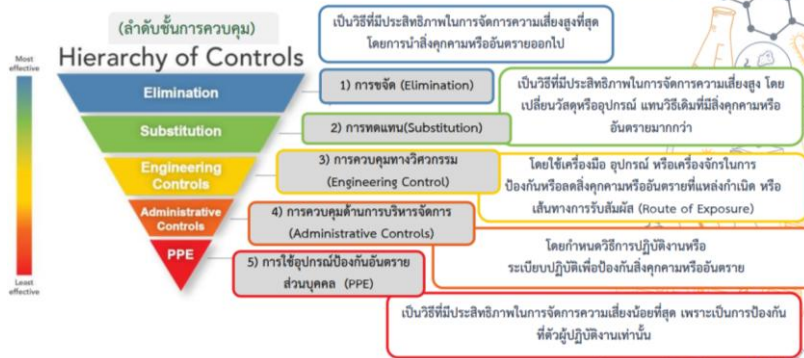 (ลำดับชั้นการควบคุม)
Hierarchy of Controls
Most
effective
Least
effective
Elimination
Substitution
Engineering
Controls
Administrative
Controls
PPE
1) การขจัด (Elimination)
เป็นวิธีที่มีประสิทธิภาพในการจัดการความเสี่ยงสูงที่สุด
โดยการนำสิ่งคุกคามหรืออันตรายออกไป
2) การทดแทน(Substitution)
เป็นวิธีที่มีประสิทธิภาพในการจัดการความเสี่ยงสูง โดย
เปลี่ยนวัสดุหรืออุปกรณ์ แทนวิธีเดิมที่มีสิ่งคุกคามหรือ
อันตรายมากกว่า
3) การควบคุมทางวิศวกรรม
(Engineering Control)
โดยใช้เครื่องมือ อุปกรณ์ หรือเครื่องจักรในการ
ป้องกันหรือลดสิ่งคุกคามหรืออันตรายที่แหล่งกำเนิด หรือ
เส้นทางการรับสัมผัส (Route of Exposure)
4) การควบคุมด้านการบริหารจัดการ
(Administrative Controls)
โดยกำหนดวิธีการปฏิบัติงานหรือ
ระเบียบปฏิบัติเพื่อป้องกันสิ่งคุกคามหรืออันตราย
5) การใช้อุปกรณ์ป้องกันอันตราย
ส่วนบุคคล (PPE)
เป็นวิธีที่มีประสิทธิภาพในการจัดการความเสี่ยงน้อยที่สุด เพราะเป็นการป้องกัน
ที่ตัวผู้ปฏิบัติงานเท่านั้น